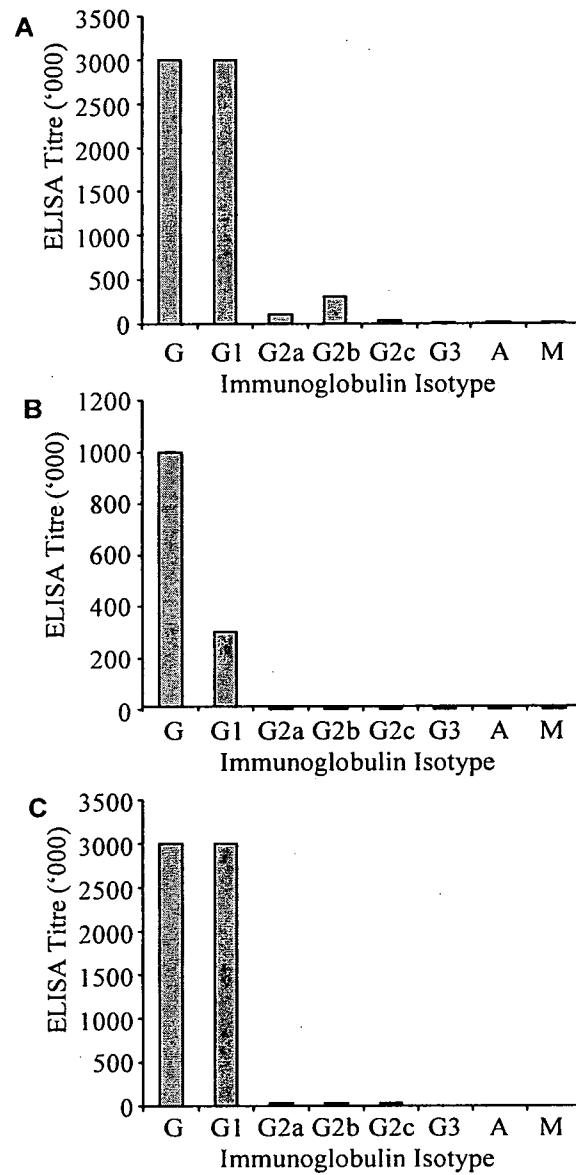 A
ELISA Titre (‘000)
3500
3000
2500
2000
1500
1000
500
0
G G1 G2a G2b G2c G3 A M
Immunoglobulin Isotype
B
ELISA Titre (‘000)
1200
1000
800
600
400
200
0
G G1 G2a G2b G2c G3 A M
Immunoglobulin Isotype
C
ELISA Titre (‘000)
3500
3000
2500
2000
1500
1000
500
0
G G1 G2a G2b G2c G3 A M
Immunoglobulin Isotype